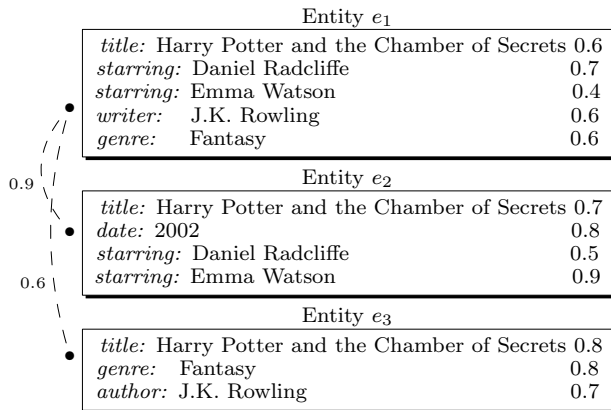 Entity e₁
title: Harry Potter and the Chamber of Secrets 0.6
starring: Daniel Radcliffe 0.7
starring: Emma Watson 0.4
writer: J.K. Rowling 0.6
genre: Fantasy 0.6
0.9
Entity e₂
title: Harry Potter and the Chamber of Secrets 0.7
date: 2002 0.8
starring: Daniel Radcliffe 0.5
starring: Emma Watson 0.9
0.6
Entity e₃
title: Harry Potter and the Chamber of Secrets 0.8
genre: Fantasy 0.8
author: J.K. Rowling 0.7